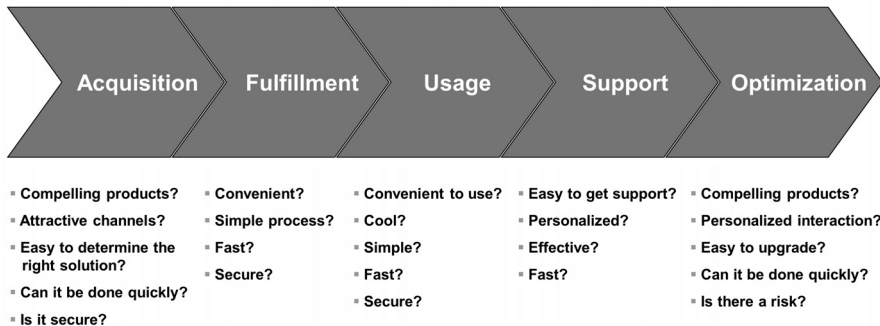 Acquisition
Fulfillment
Usage
Support
Optimization
▪ Compelling products?
▪ Attractive channels?
▪ Easy to determine the
right solution?
▪ Can it be done quickly?
▪ Is it secure?
▪ Convenient?
▪ Simple process?
▪ Fast?
▪ Secure?
▪ Convenient to use?
▪ Cool?
▪ Simple?
▪ Fast?
▪ Secure?
▪ Easy to get support?
▪ Personalized?
▪ Effective?
▪ Fast?
▪ Compelling products?
▪ Personalized interaction?
▪ Easy to upgrade?
▪ Can it be done quickly?
▪ Is there a risk?